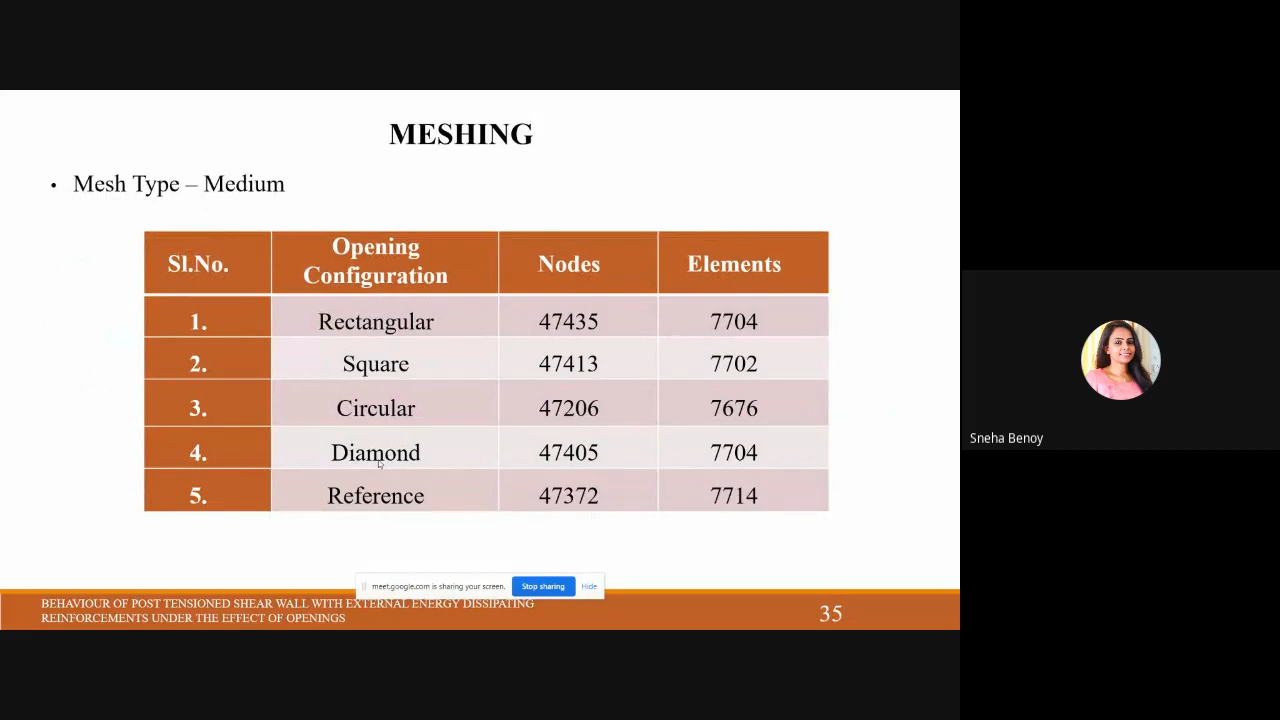 MESHING
• Mesh Type – Medium
Sl.No. Opening Configuration Nodes Elements
1. Rectangular 47435 7704
2. Square 47413 7702
3. Circular 47206 7676
4. Diamond 47405 7704
5. Reference 47372 7714
meet.google.com is sharing your screen. Stop sharing Hide
BEHAVIOUR OF POST TENSIONED SHEAR WALL WITH EXTERNAL ENERGY DISSIPATING
REINFORCEMENTS UNDER THE EFFECT OF OPENINGS
35
Sneha Benoy